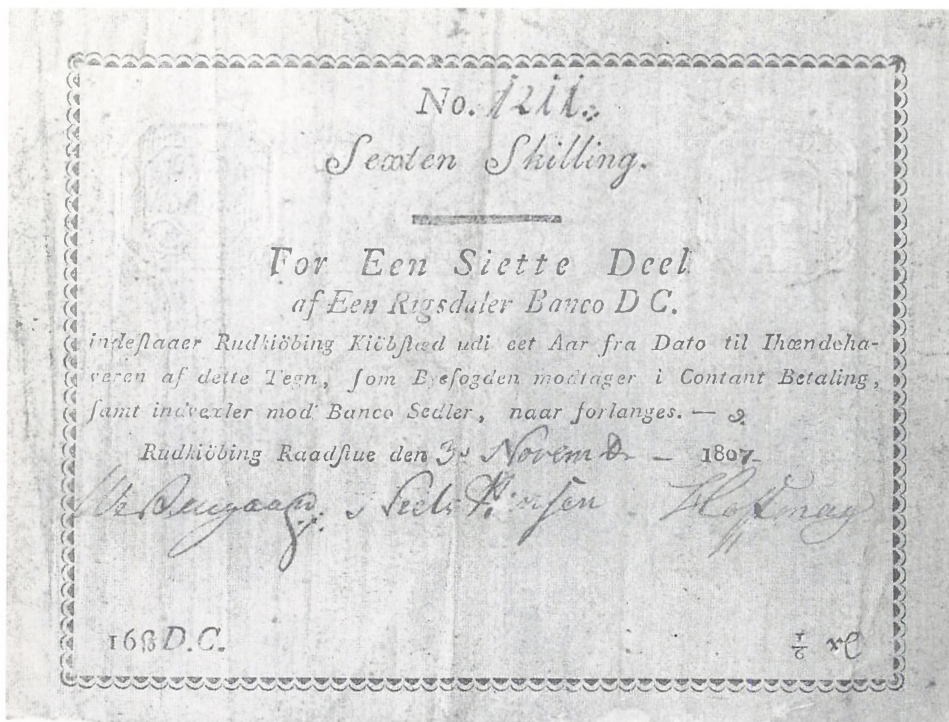 No. 1211.
Sexten Skilling.
For Een Siette Deel
af Een Rigsdaler Banco D C.
indeſtaaer Rudkiöbing Kiöbſtæd udi eet Aar fra Dato til Ihændeha-
veren af dette Tegn, ſom Byefogden modtager i Contant Betaling,
ſamt indvexler mod Banco Sedler, naar forlanges. —
Rudkiöbing Raadſtue den 3 Novembr — 1807
Niels Hoffman
16ß D.C.